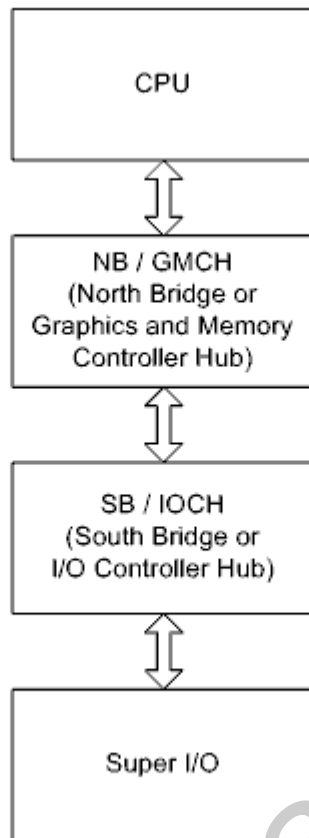 CPU
NB / GMCH
(North Bridge or
Graphics and Memory
Controller Hub)
SB / IOCH
(South Bridge or
I/O Controller Hub)
Super I/O